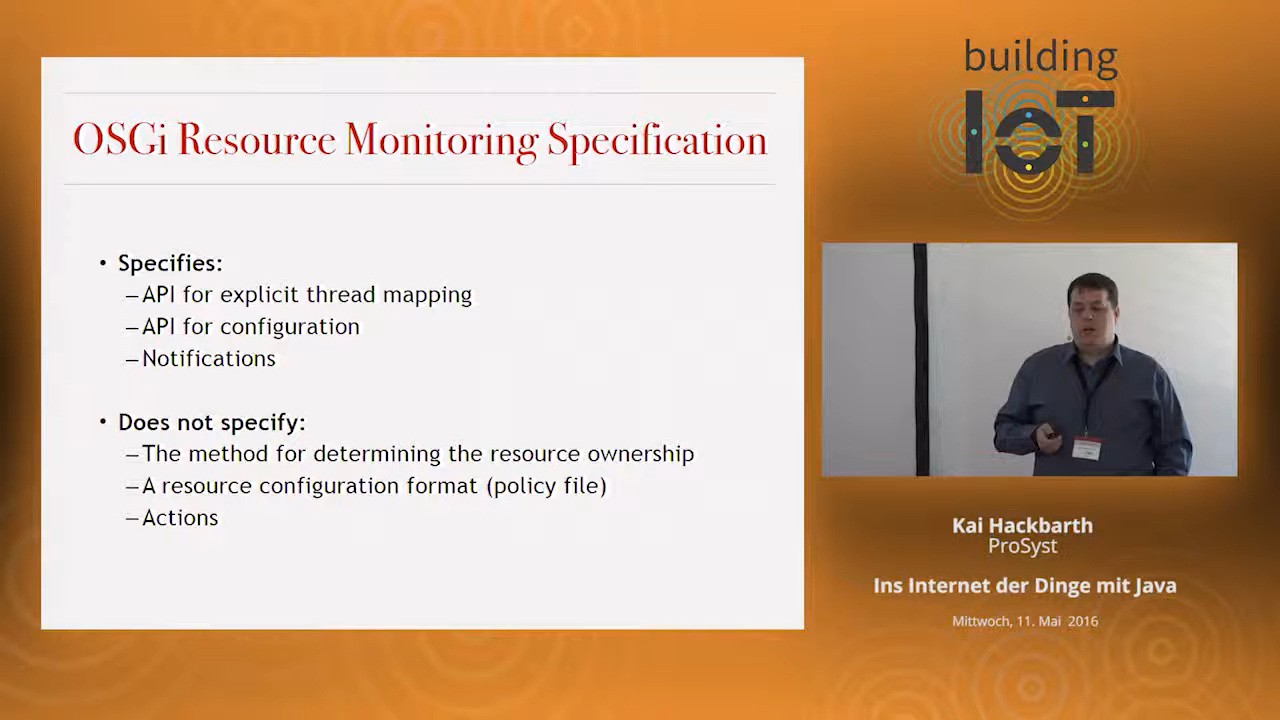 OSGi Resource Monitoring Specification
• Specifies:
–API for explicit thread mapping
–API for configuration
–Notifications
• Does not specify:
–The method for determining the resource ownership
–A resource configuration format (policy file)
–Actions
building
IoT
Kai Hackbarth
ProSyst
Ins Internet der Dinge mit Java
Mittwoch, 11. Mai 2016